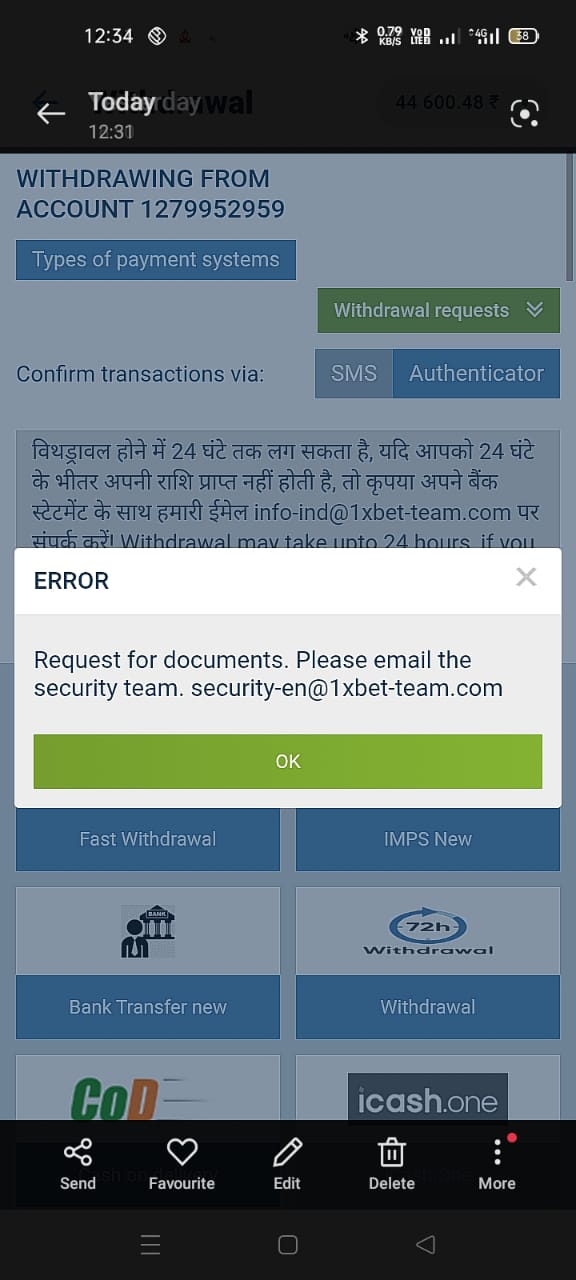 12:34
0.79
KB/S
VoD
LTED
4G
38
Today
12:31
Withdrawal
44 600.48 ₹
WITHDRAWING FROM
ACCOUNT 1279952959
Types of payment systems
Withdrawal requests
Confirm transactions via:
SMS
Authenticator
विथड्रावल होने में 24 घंटे तक लग सकता है, यदि आपको 24 घंटे
के भीतर अपनी राशि प्राप्त नहीं होती है, तो कृपया अपने बैंक
स्टेटमेंट के साथ हमारी ईमेल info-ind@1xbet-team.com पर
संपर्क करें! Withdrawal may take upto 24 hours, if you
ERROR
Request for documents. Please email the
security team. security-en@1xbet-team.com
OK
Fast Withdrawal
IMPS New
BANK
72h
Withdrawal
Bank Transfer new
Withdrawal
CoD
icash.one
Cash on delivery
Send
Favourite
Edit
Delete
More